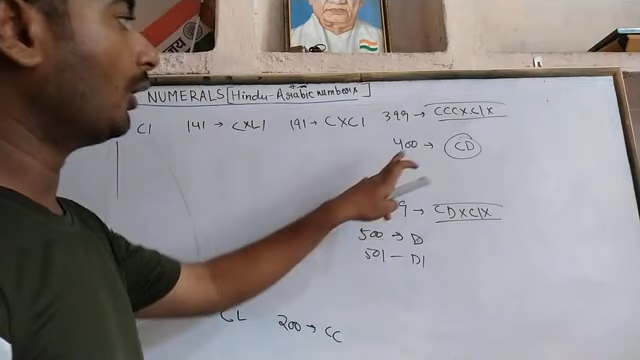 NUMERALS [Hindu-Arabic numbers]
CI 141 → CXLI 191 → CXCI 399 → CCCXCIX
400 → CD
9 → CDXCIX
500 → D
501 — DI
CL 200 → CC